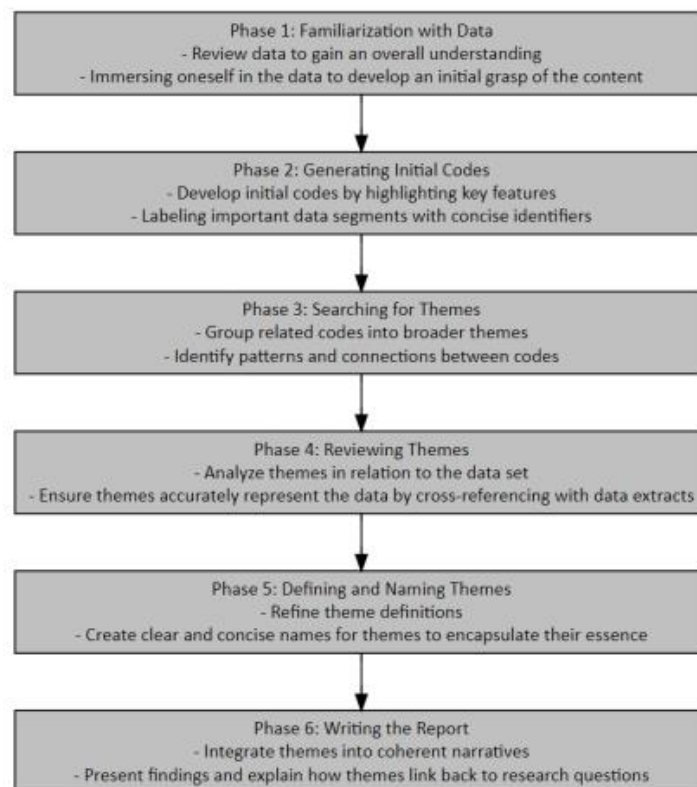 Phase 1: Familiarization with Data
- Review data to gain an overall understanding
- Immersing oneself in the data to develop an initial grasp of the content
Phase 2: Generating Initial Codes
- Develop initial codes by highlighting key features
- Labeling important data segments with concise identifiers
Phase 3: Searching for Themes
- Group related codes into broader themes
- Identify patterns and connections between codes
Phase 4: Reviewing Themes
- Analyze themes in relation to the data set
- Ensure themes accurately represent the data by cross-referencing with data extracts
Phase 5: Defining and Naming Themes
- Refine theme definitions
- Create clear and concise names for themes to encapsulate their essence
Phase 6: Writing the Report
- Integrate themes into coherent narratives
- Present findings and explain how themes link back to research questions